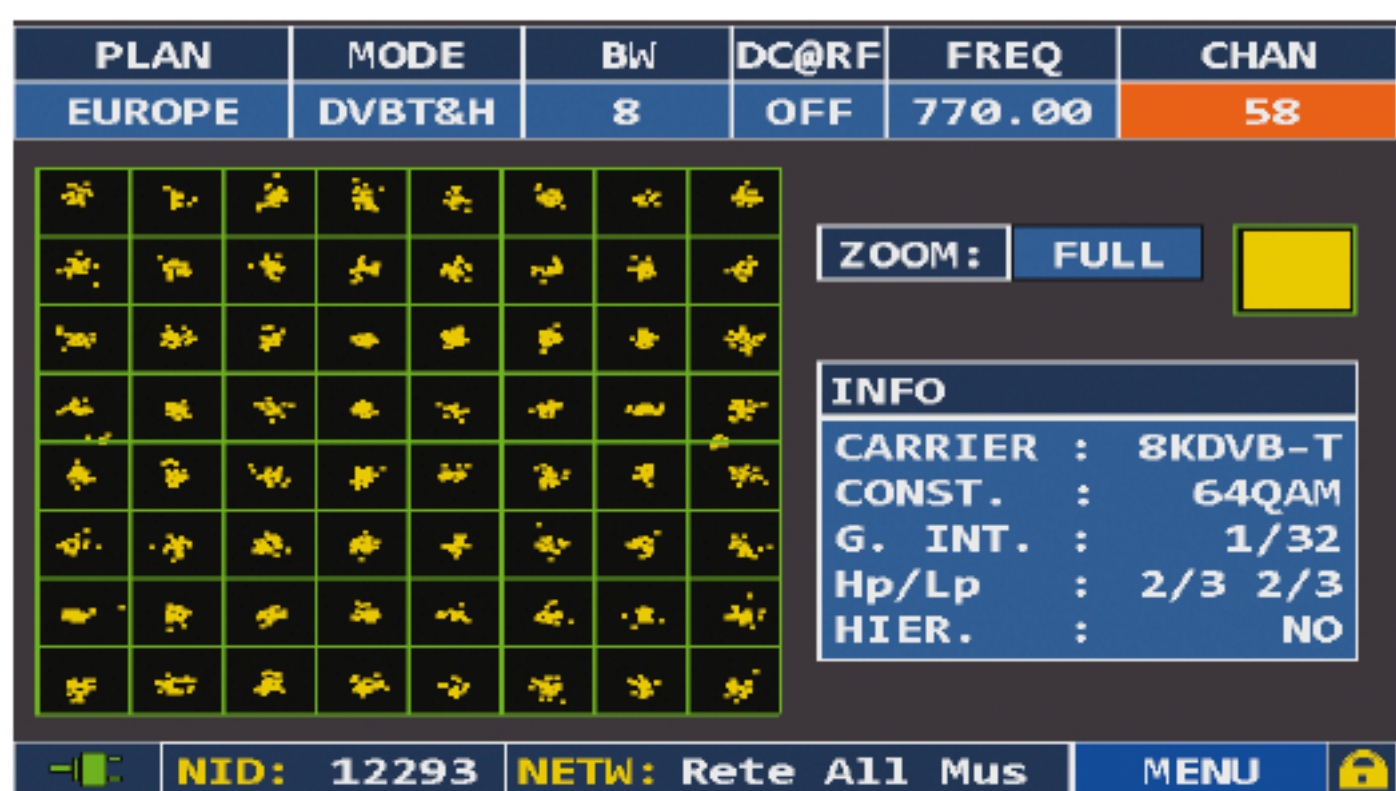 PLAN MODE BW DC@RF FREQ CHAN
EUROPE DVBT&H 8 OFF 770.00 58
ZOOM: FULL
INFO
CARRIER : 8KDVB-T
CONST. : 64QAM
G. INT. : 1/32
Hp/Lp : 2/3 2/3
HIER. : NO
NID: 12293 NETW: Rete All Mus MENU